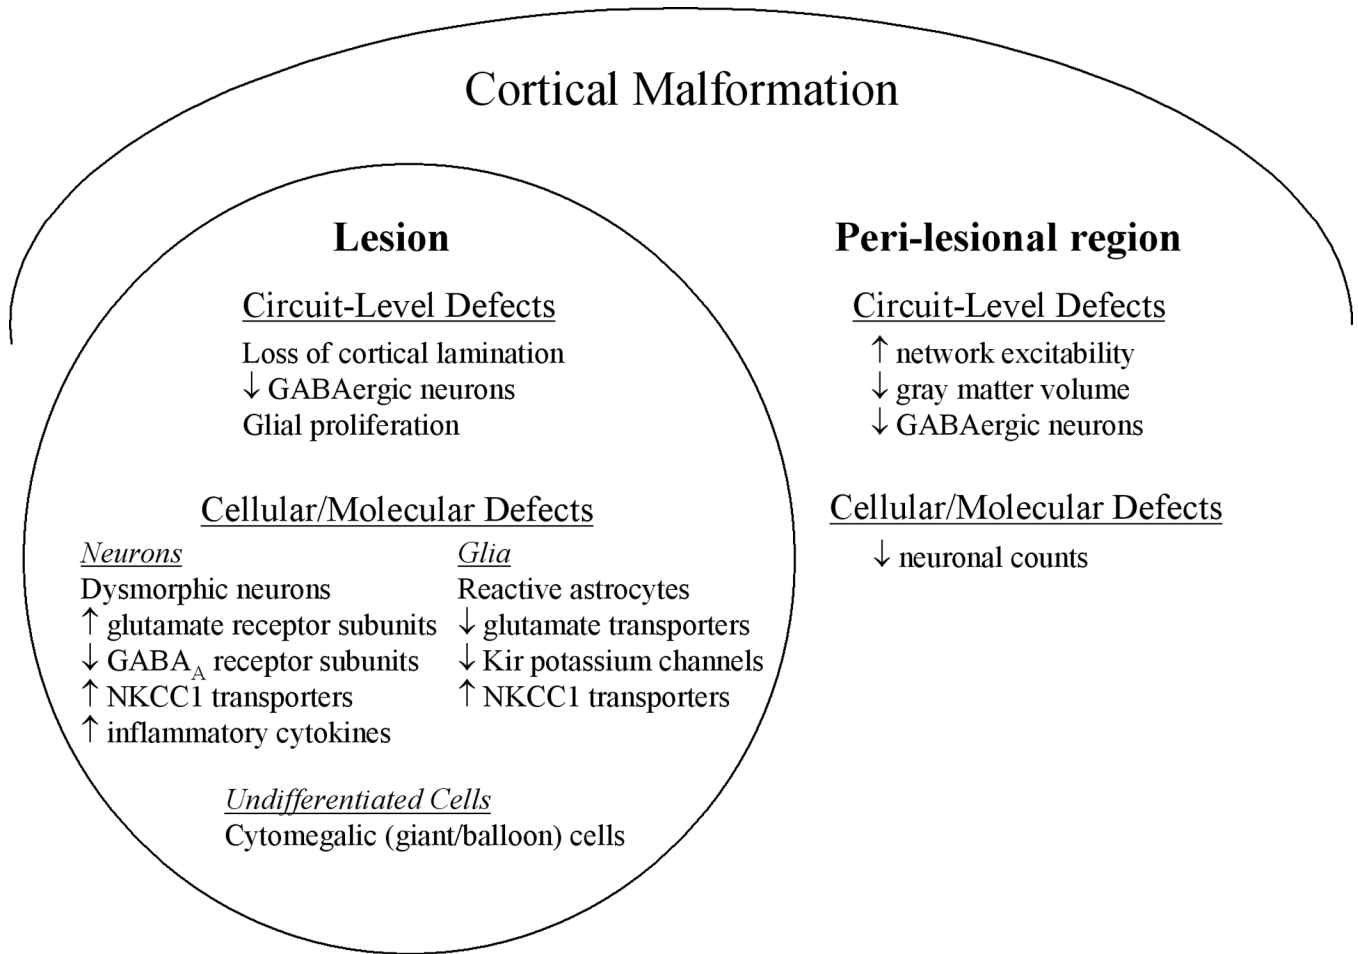 Cortical Malformation
Lesion
Circuit-Level Defects
Loss of cortical lamination
↓ GABAergic neurons
Glial proliferation
Cellular/Molecular Defects
Neurons
Dysmorphic neurons
↑ glutamate receptor subunits
↓ GABA_A receptor subunits
↑ NKCC1 transporters
↑ inflammatory cytokines
Glia
Reactive astrocytes
↓ glutamate transporters
↓ Kir potassium channels
↑ NKCC1 transporters
Undifferentiated Cells
Cytomegalic (giant/balloon) cells
Peri-lesional region
Circuit-Level Defects
↑ network excitability
↓ gray matter volume
↓ GABAergic neurons
Cellular/Molecular Defects
↓ neuronal counts